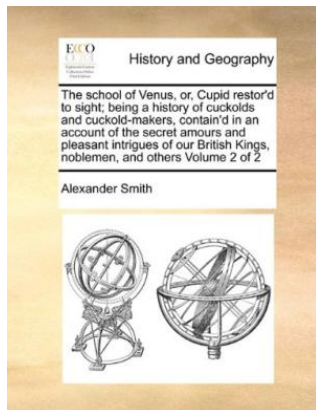 ECCO
History and Geography
The school of Venus, or, Cupid restor'd
to sight; being a history of cuckolds
and cuckold-makers, contain'd in an
account of the secret amours and
pleasant intrigues of our British Kings,
noblemen, and others Volume 2 of 2
Alexander Smith